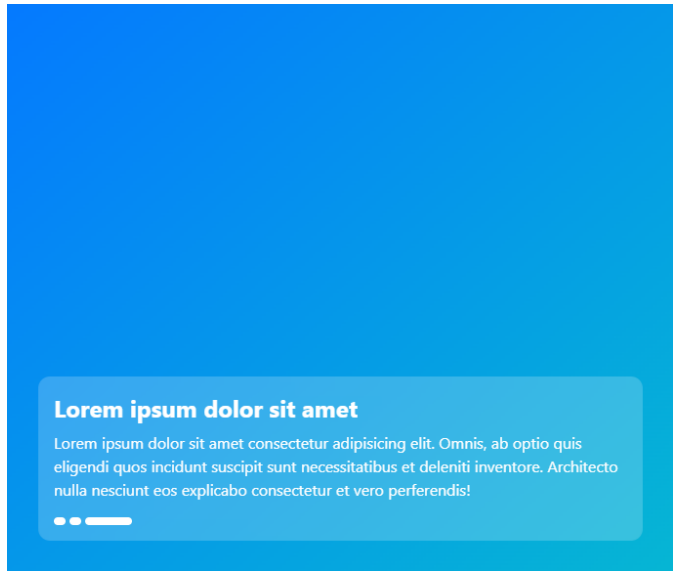 Lorem ipsum dolor sit amet
Lorem ipsum dolor sit amet consectetur adipisicing elit. Omnis, ab optio quis
eligendi quos incidunt suscipit sunt necessitatibus et deleniti inventore. Architecto
nulla nesciunt eos explicabo consectetur et vero perferendis!